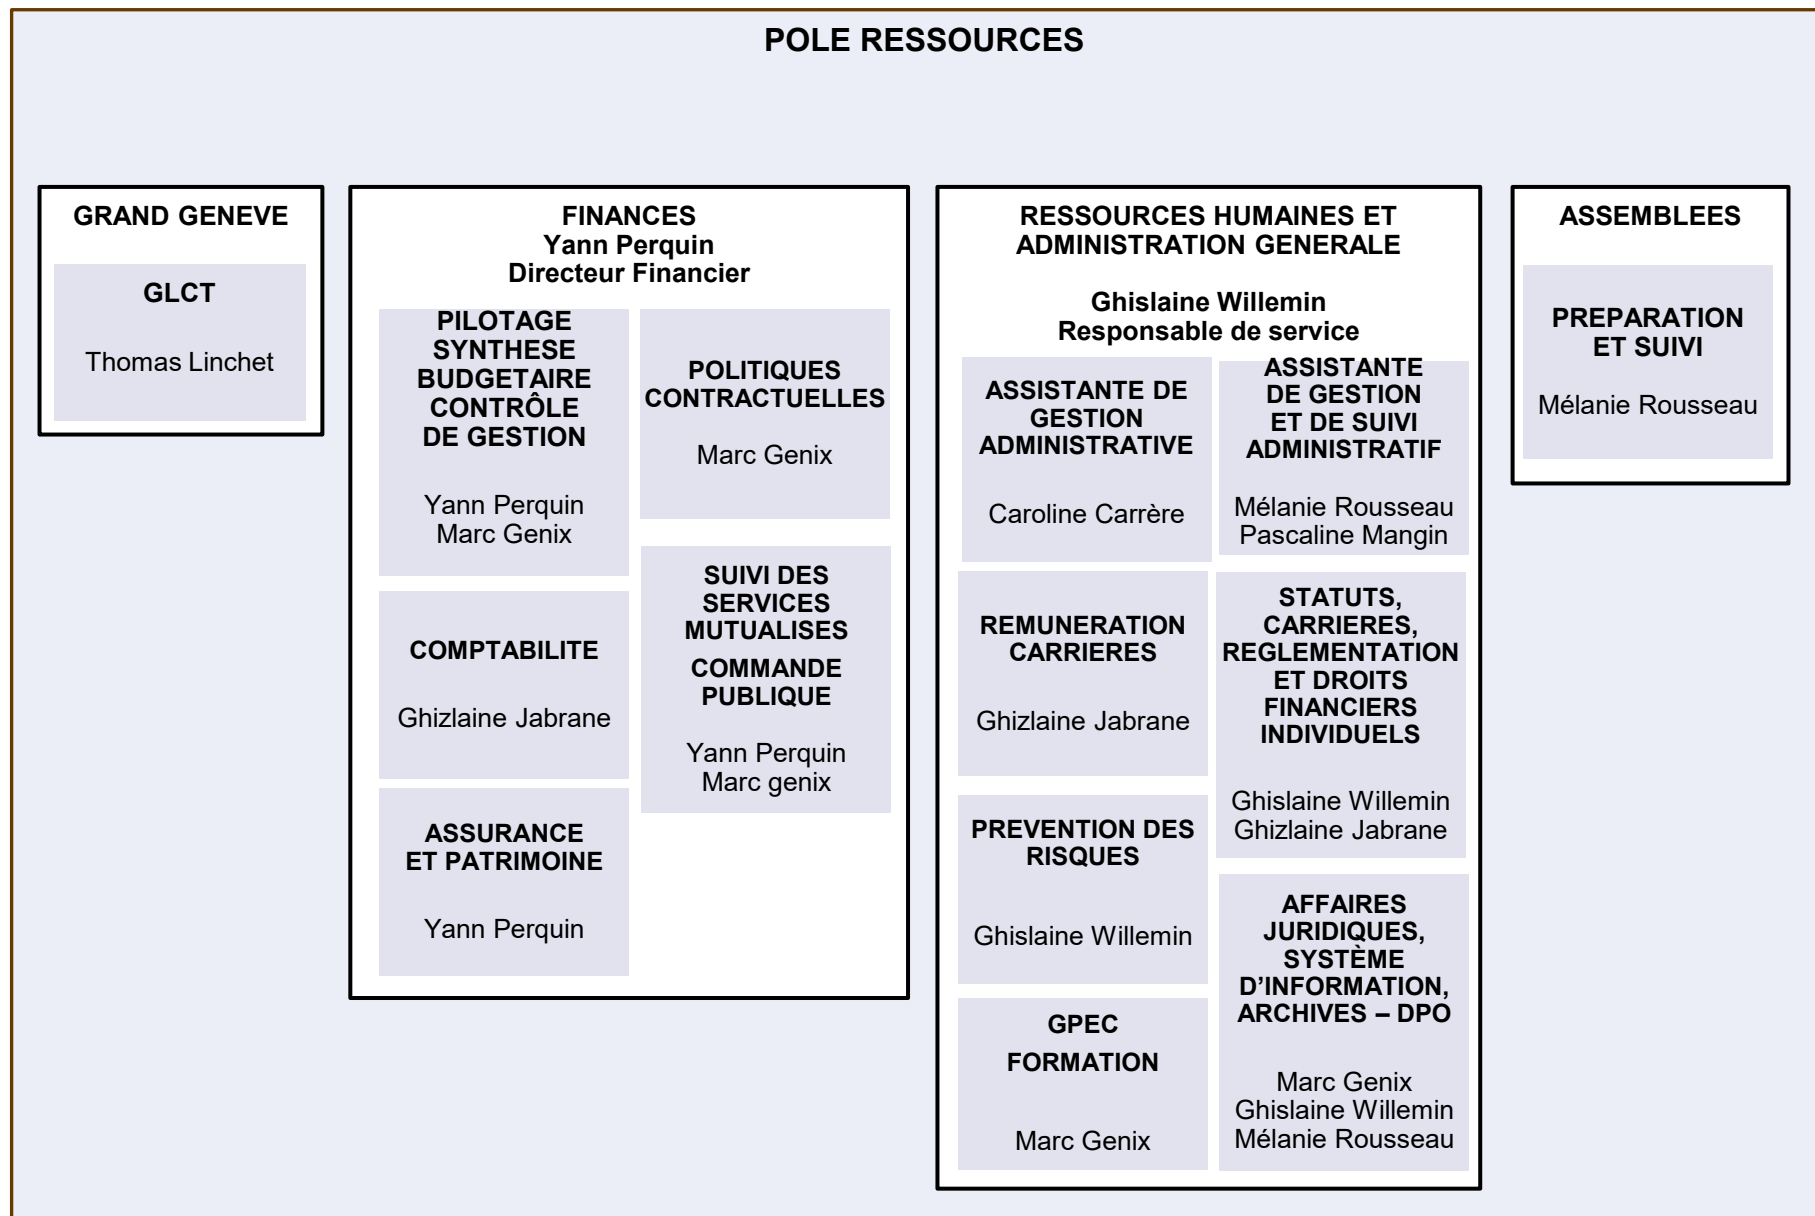 POLE RESSOURCES
GRAND GENEVE
GLCT
Thomas Linchet
FINANCES
Yann Perquin
Directeur Financier
PILOTAGE
SYNTHESE
BUDGETAIRE
CONTRÔLE
DE GESTION
Yann Perquin
Marc Genix
POLITIQUES
CONTRACTUELLES
Marc Genix
COMPTABILITE
Ghizlaine Jabrane
SUIVI DES
SERVICES
MUTUALISES
COMMANDE
PUBLIQUE
Yann Perquin
Marc genix
ASSURANCE
ET PATRIMOINE
Yann Perquin
RESSOURCES HUMAINES ET
ADMINISTRATION GENERALE
Ghislaine Willemin
Responsable de service
ASSISTANTE DE
GESTION
ADMINISTRATIVE
Caroline Carrère
ASSISTANTE
DE GESTION
ET DE SUIVI
ADMINISTRATIF
Mélanie Rousseau
Pascaline Mangin
REMUNERATION
CARRIERES
Ghizlaine Jabrane
STATUTS,
CARRIERES,
REGLEMENTATION
ET DROITS
FINANCIERS
INDIVIDUELS
Ghislaine Willemin
Ghizlaine Jabrane
PREVENTION DES
RISQUES
Ghislaine Willemin
AFFAIRES
JURIDIQUES,
SYSTÈME
D’INFORMATION,
ARCHIVES – DPO
Marc Genix
Ghislaine Willemin
Mélanie Rousseau
GPEC
FORMATION
Marc Genix
ASSEMBLEES
PREPARATION
ET SUIVI
Mélanie Rousseau